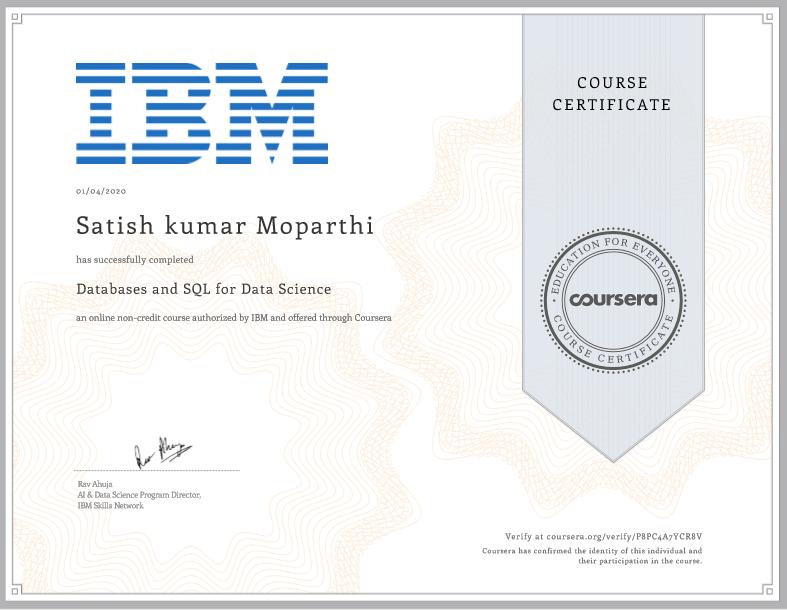 IBM
COURSE
CERTIFICATE
01/04/2020
Satish kumar Moparthi
has successfully completed
Databases and SQL for Data Science
an online non-credit course authorized by IBM and offered through Coursera
EDUCATION FOR EVERYONE
coursera
COURSE CERTIFICATE
Rav Ahuja
Rav Ahuja
AI & Data Science Program Director,
IBM Skills Network
Verify at coursera.org/verify/P8PC4A7YCR8V
Coursera has confirmed the identity of this individual and
their participation in the course.